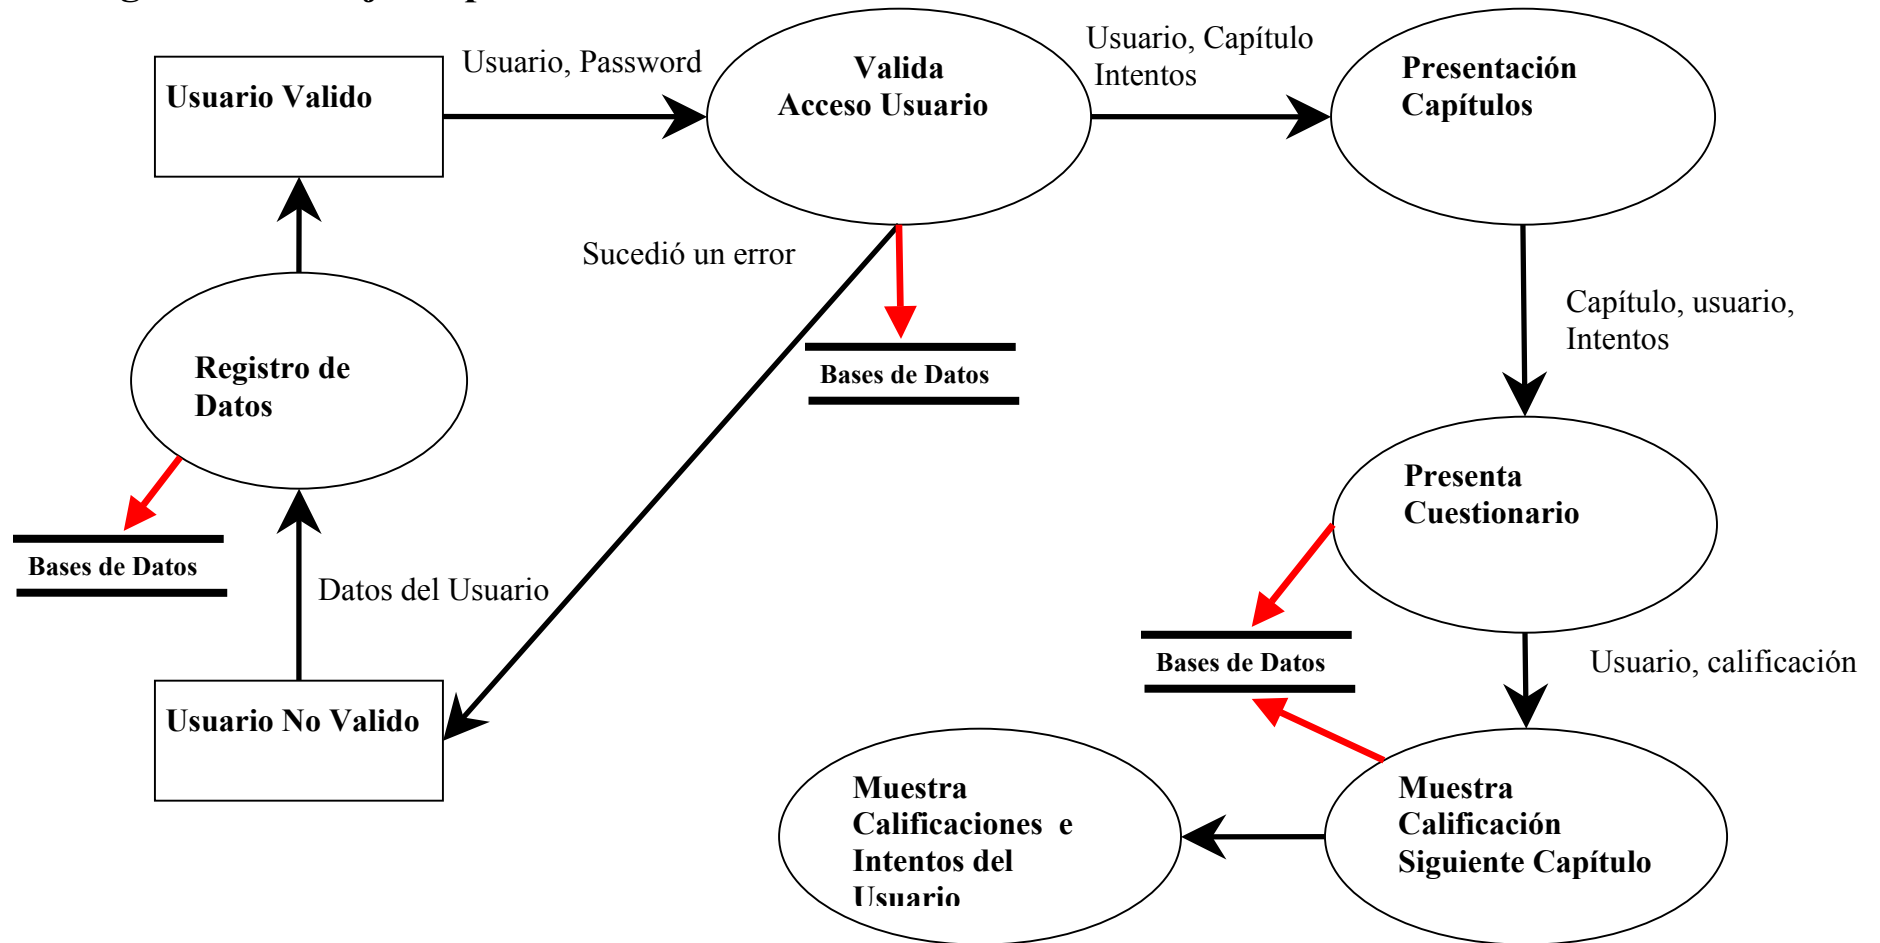 Usuario, Password
Usuario, Capítulo
Intentos
Usuario Valido
Valida
Acceso Usuario
Presentación
Capítulos
Sucedió un error
Capítulo, usuario,
Intentos
Registro de
Datos
Bases de Datos
Presenta
Cuestionario
Bases de Datos
Datos del Usuario
Bases de Datos
Usuario, calificación
Usuario No Valido
Muestra
Calificaciones e
Intentos del
Usuario
Muestra
Calificación
Siguiente Capítulo